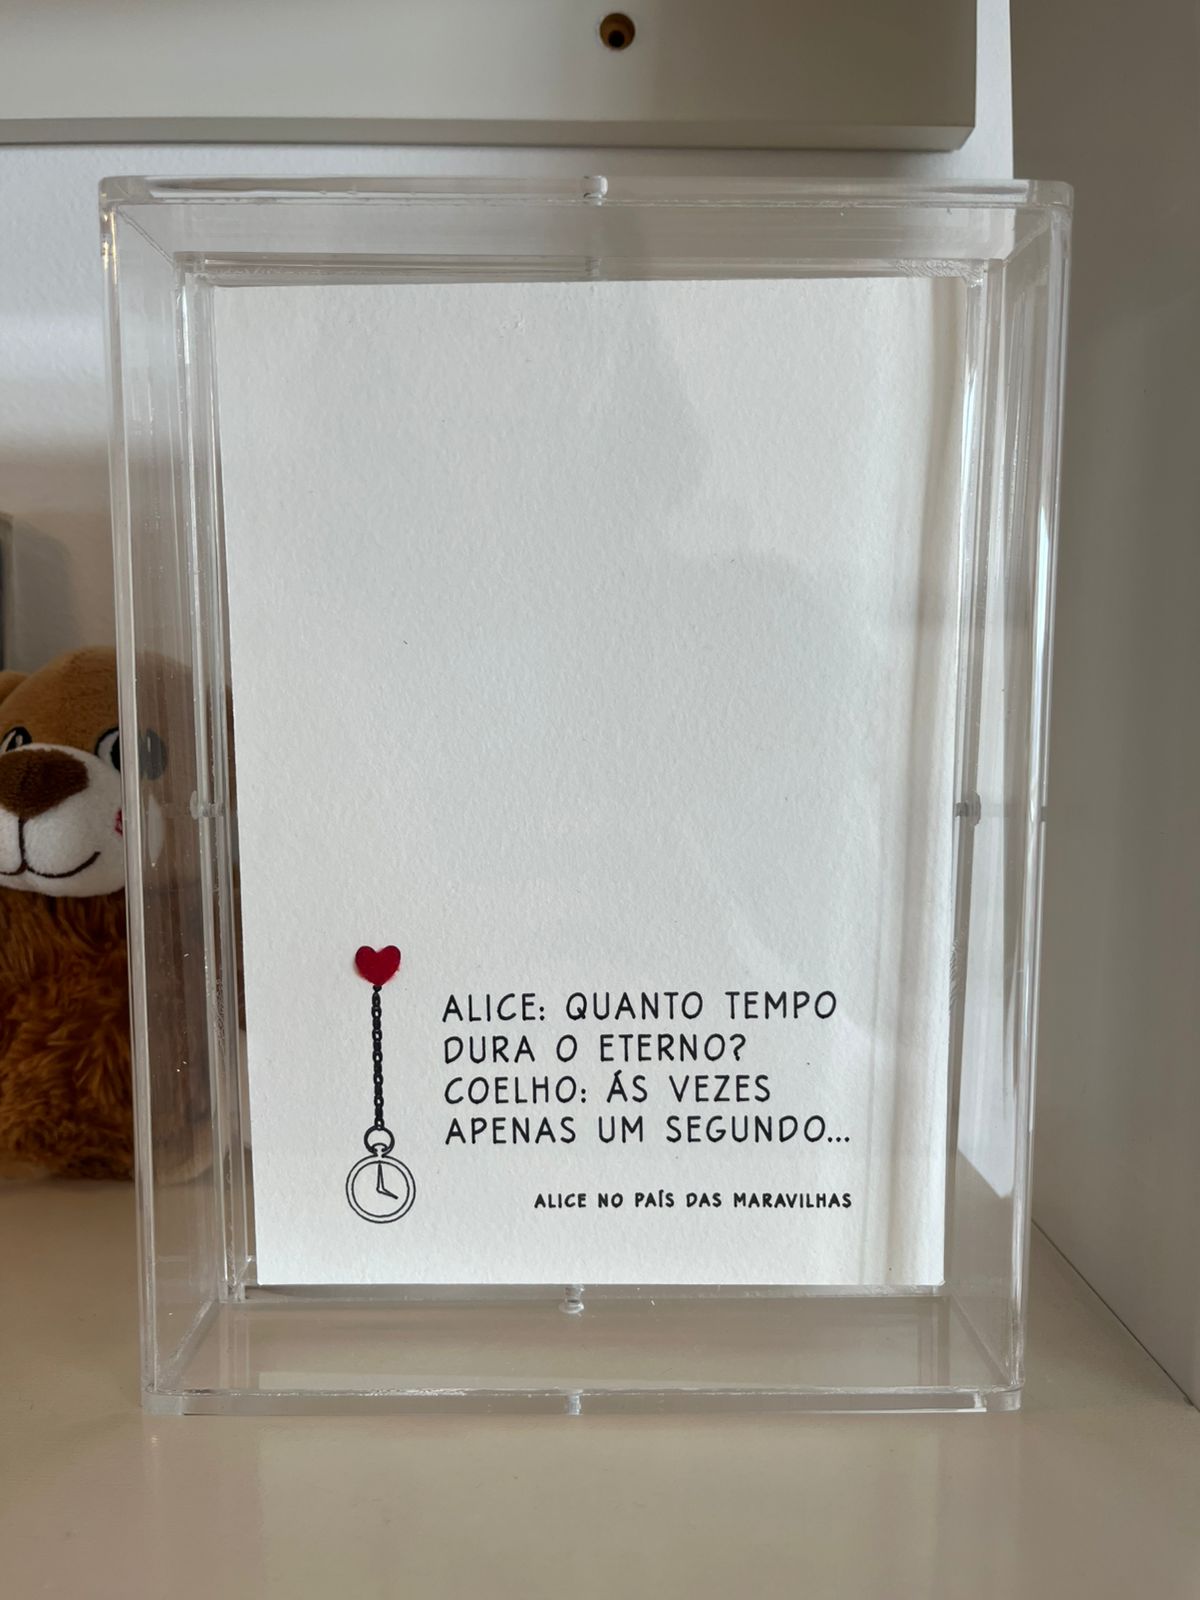 ALICE: QUANTO TEMPO
DURA O ETERNO?
COELHO: ÁS VEZES
APENAS UM SEGUNDO...
ALICE NO PAÍS DAS MARAVILHAS